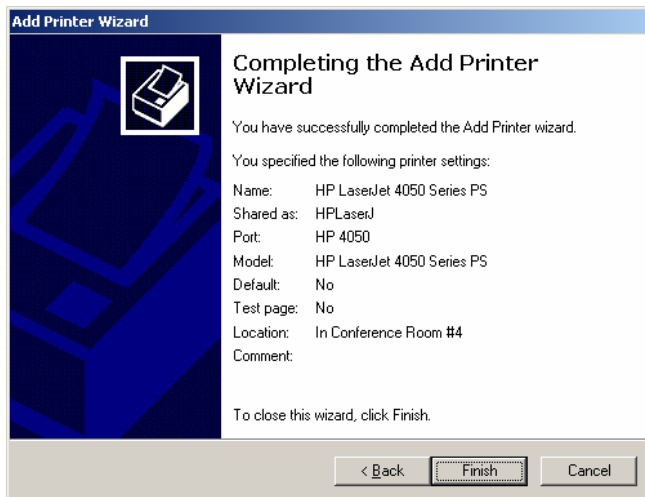 Add Printer Wizard
Completing the Add Printer
Wizard
You have successfully completed the Add Printer wizard.
You specified the following printer settings:
Name: HP LaserJet 4050 Series PS
Shared as: HPLaserJ
Port: HP 4050
Model: HP LaserJet 4050 Series PS
Default: No
Test page: No
Location: In Conference Room #4
Comment:
To close this wizard, click Finish.
< Back Finish Cancel